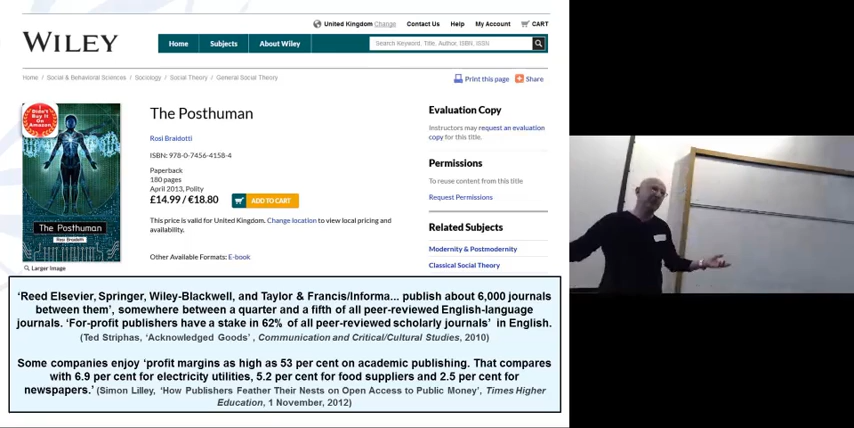 United Kingdom Change Contact Us Help My Account CART
WILEY
Home Subjects About Wiley Search Keyword, Title, Author, ISBN, ISSN
Home / Social & Behavioral Sciences / Sociology / Social Theory / General Social Theory
Print this page Share
The Posthuman
Rosi Braidotti
ISBN: 978-0-7456-4158-4
Paperback
180 pages
April 2013, Polity
£14.99 / €18.80 ADD TO CART
This price is valid for United Kingdom. Change location to view local pricing and
availability.
Other Available Formats: E-book
I Didn't
Buy It
On
Amazon
The Posthuman
Rosi Braidotti
Larger Image
Evaluation Copy
Instructors may request an evaluation
copy for this title.
Permissions
To reuse content from this title
Request Permissions
Related Subjects
Modernity & Postmodernity
Classical Social Theory
‘Reed Elsevier, Springer, Wiley-Blackwell, and Taylor & Francis/Informa... publish about 6,000 journals
between them’, somewhere between a quarter and a fifth of all peer-reviewed English-language
journals. ‘For-profit publishers have a stake in 62% of all peer-reviewed scholarly journals’ in English.
(Ted Striphas, ‘Acknowledged Goods’ , Communication and Critical/Cultural Studies, 2010)
Some companies enjoy ‘profit margins as high as 53 per cent on academic publishing. That compares
with 6.9 per cent for electricity utilities, 5.2 per cent for food suppliers and 2.5 per cent for
newspapers.’ (Simon Lilley, ‘How Publishers Feather Their Nests on Open Access to Public Money’, Times Higher
Education, 1 November, 2012)